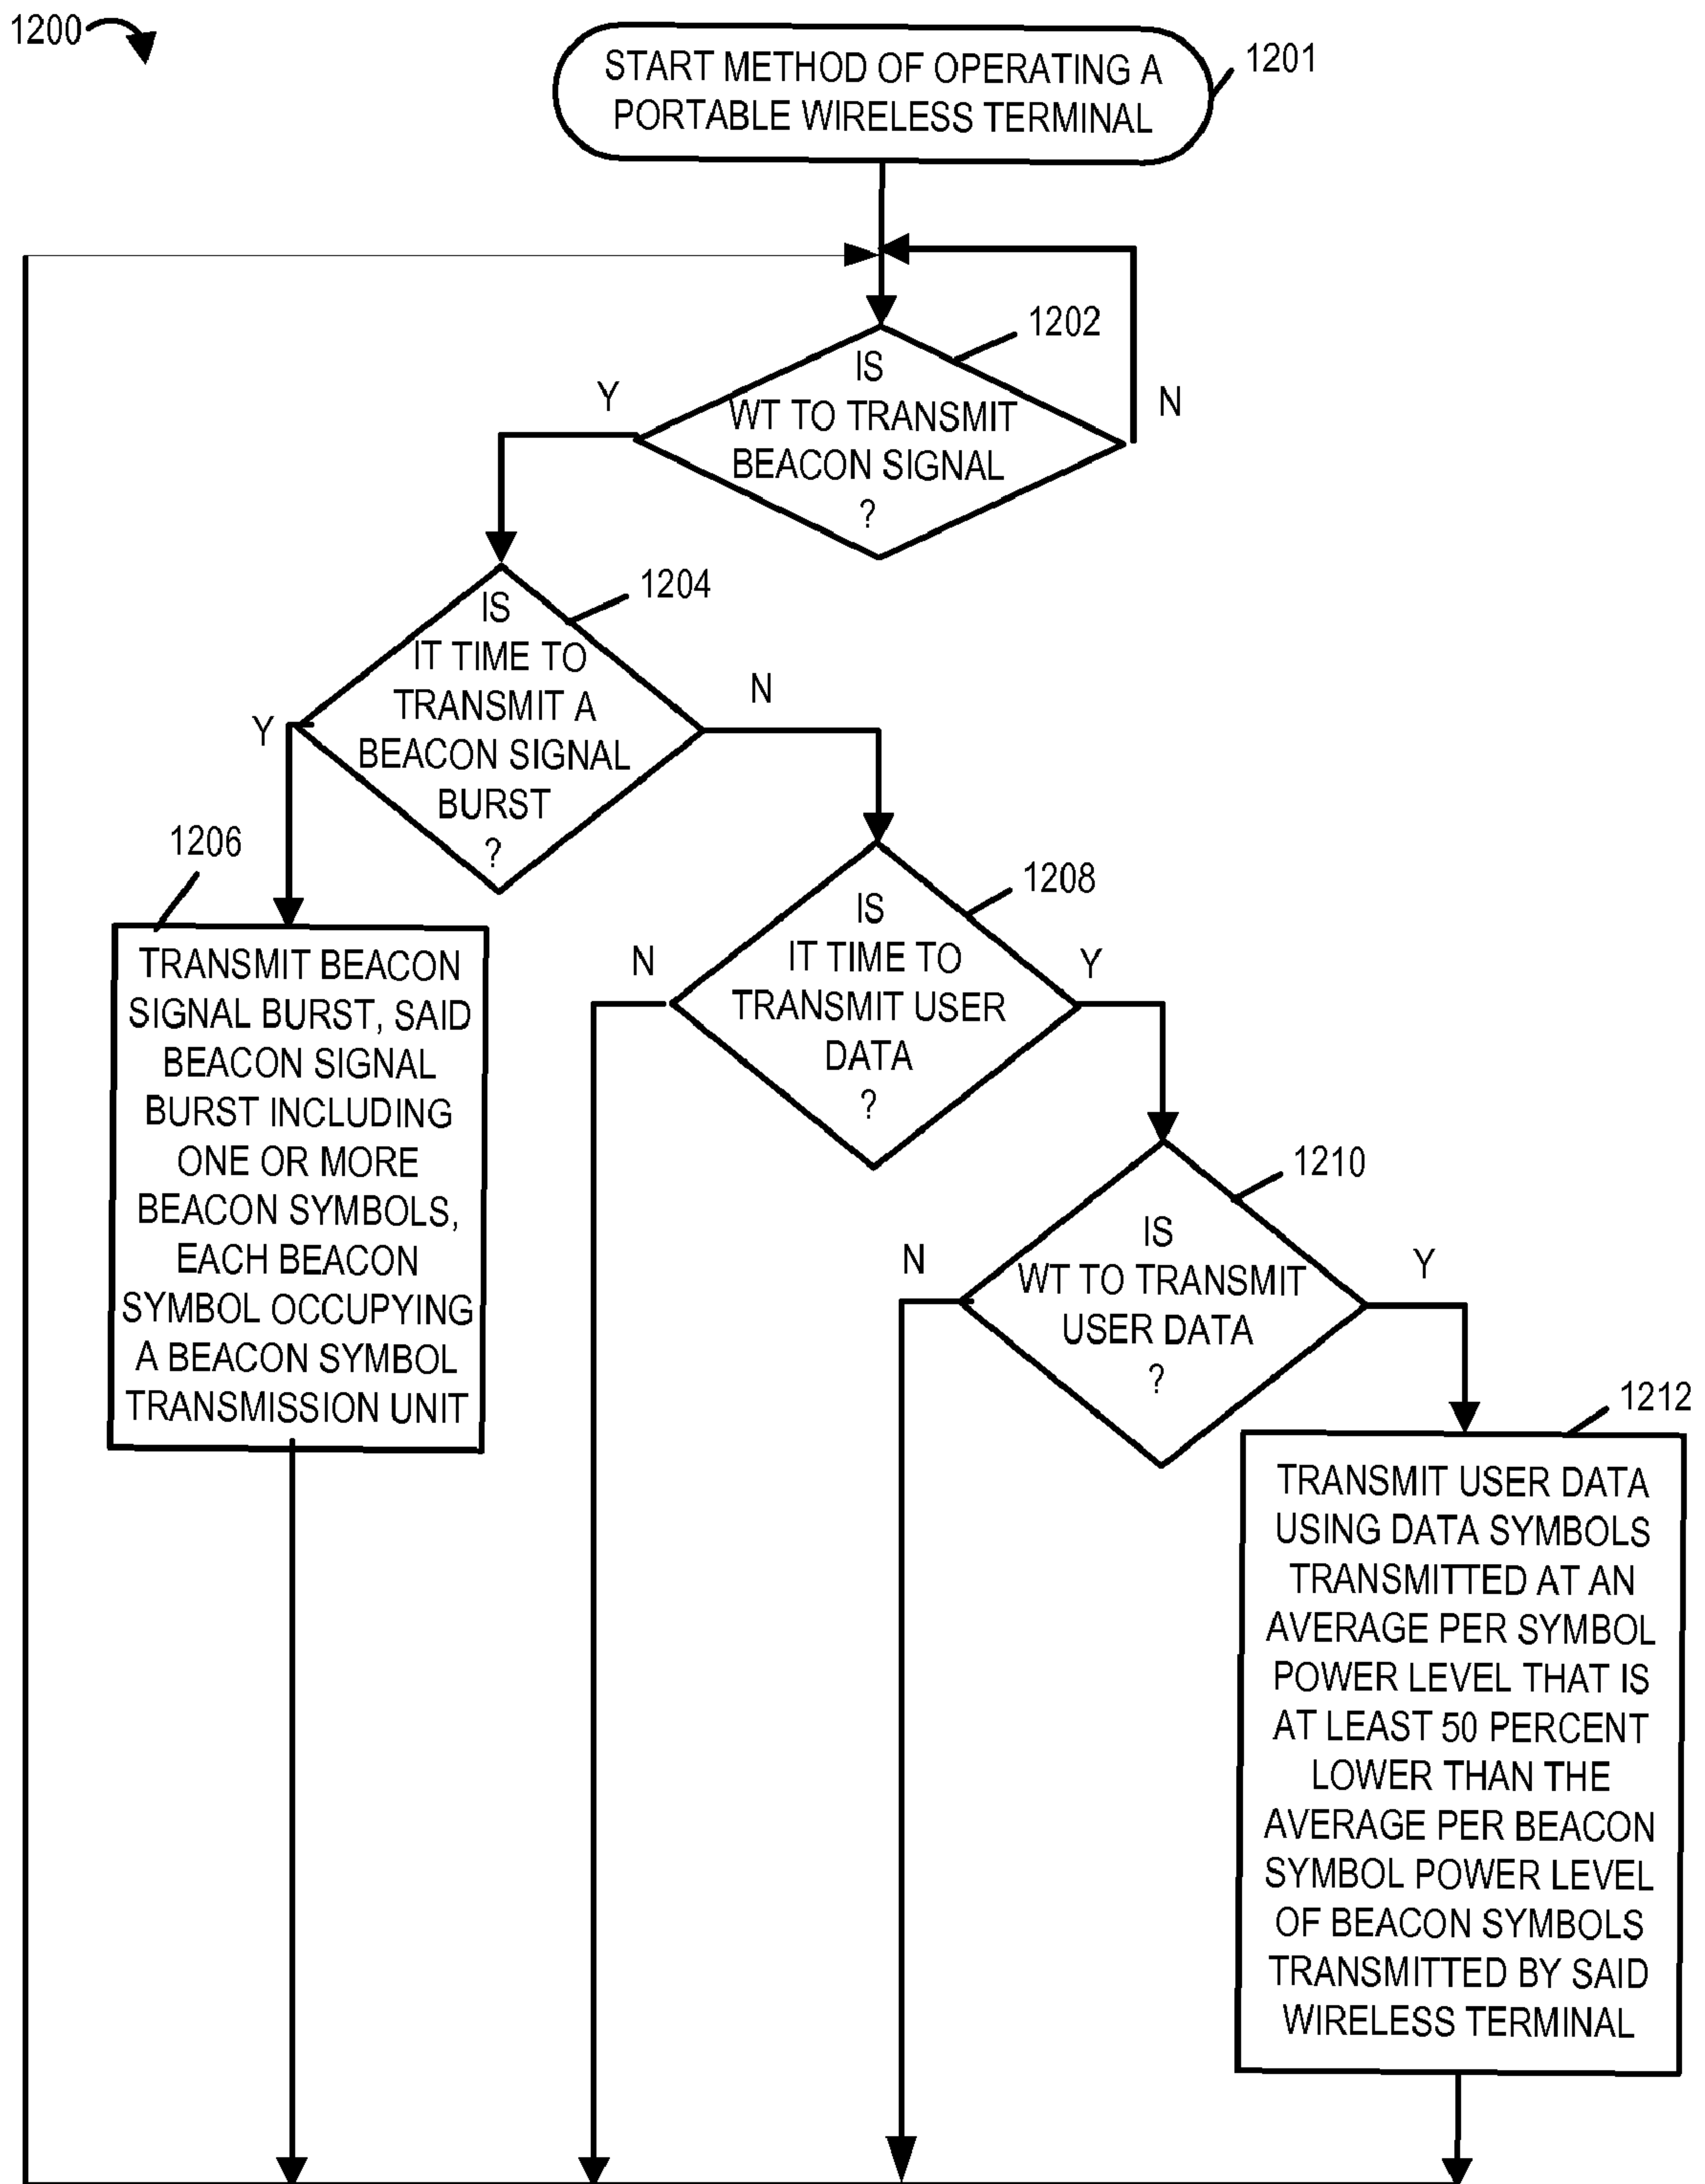 1200
START METHOD OF OPERATING A
PORTABLE WIRELESS TERMINAL
1201
1202
IS
WT TO TRANSMIT
BEACON SIGNAL
?
Y
N
1204
IS
IT TIME TO
TRANSMIT A
BEACON SIGNAL
BURST
?
Y
N
1206
TRANSMIT BEACON
SIGNAL BURST, SAID
BEACON SIGNAL
BURST INCLUDING
ONE OR MORE
BEACON SYMBOLS,
EACH BEACON
SYMBOL OCCUPYING
A BEACON SYMBOL
TRANSMISSION UNIT
1208
IS
IT TIME TO
TRANSMIT USER
DATA
?
N
Y
1210
IS
WT TO TRANSMIT
USER DATA
?
N
Y
1212
TRANSMIT USER DATA
USING DATA SYMBOLS
TRANSMITTED AT AN
AVERAGE PER SYMBOL
POWER LEVEL THAT IS
AT LEAST 50 PERCENT
LOWER THAN THE
AVERAGE PER BEACON
SYMBOL POWER LEVEL
OF BEACON SYMBOLS
TRANSMITTED BY SAID
WIRELESS TERMINAL